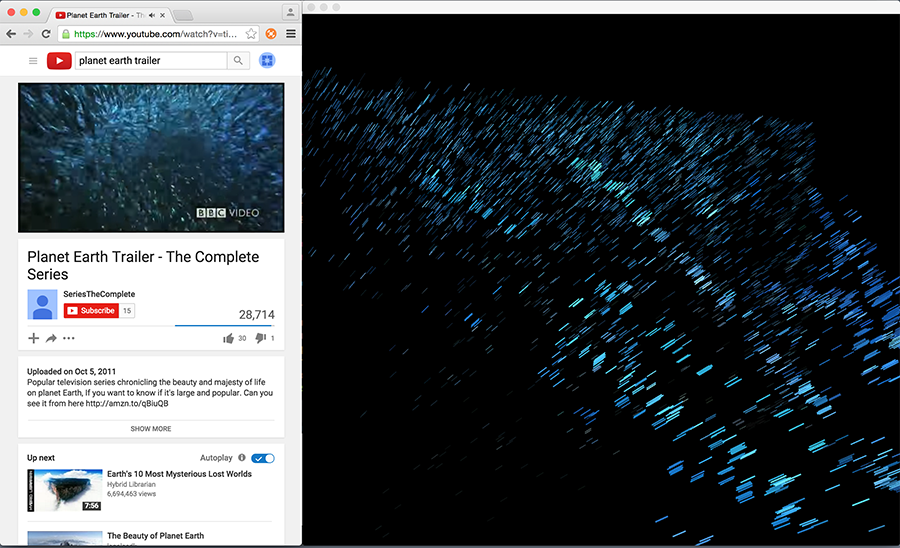 Planet Earth Trailer - Th
https://www.youtube.com/watch?v=ti...
planet earth trailer
BBC VIDEO
Planet Earth Trailer - The Complete
Series
SeriesTheComplete
Subscribe 15
28,714
30 1
Uploaded on Oct 5, 2011
Popular television series chronicling the beauty and majesty of life
on planet Earth, If you want to know if it's large and popular. Can you
see it from here http://amzn.to/qBiuQB
SHOW MORE
Up next
Autoplay
Earth's 10 Most Mysterious Lost Worlds
Hybrid Librarian
6,694,463 views
7:56
The Beauty of Planet Earth